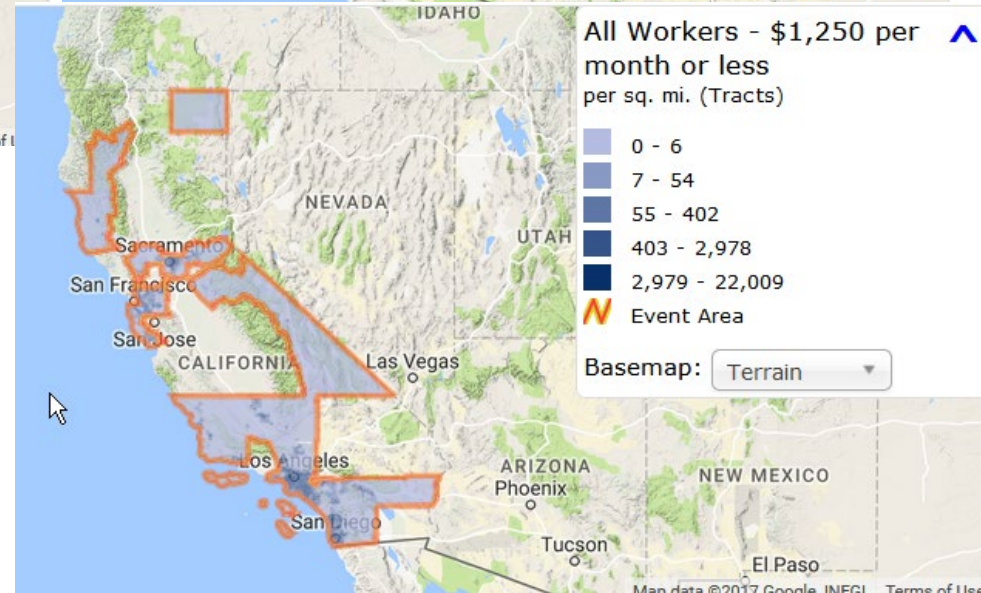 IDAHO
All Workers - $1,250 per
month or less
per sq. mi. (Tracts)
0 - 6
7 - 54
55 - 402
403 - 2,978
2,979 - 22,009
Event Area
Basemap: Terrain
NEVADA
UTAH
Sacramento
San Francisco
San Jose
CALIFORNIA
Las Vegas
Los Angeles
ARIZONA
Phoenix
NEW MEXICO
San Diego
Tucson
El Paso
Map data ©2017 Google, INEGI Terms of Use